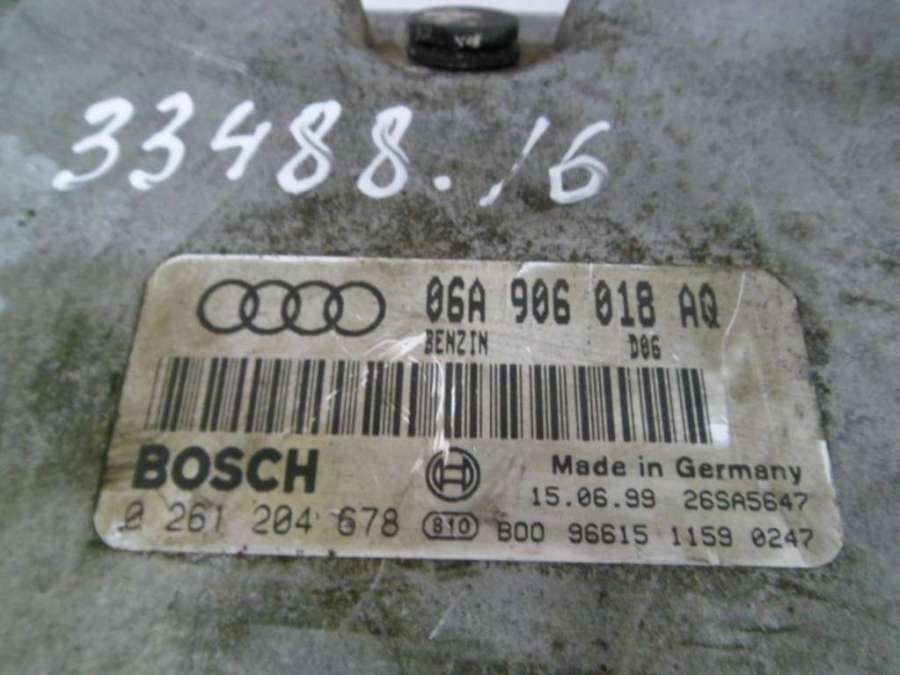 33488.16
06A 906 018 AQ
BENZIN D06
BOSCH
Made in Germany
15.06.99 26SA5647
0 261 204 678 810 B00 96615 1159 0247